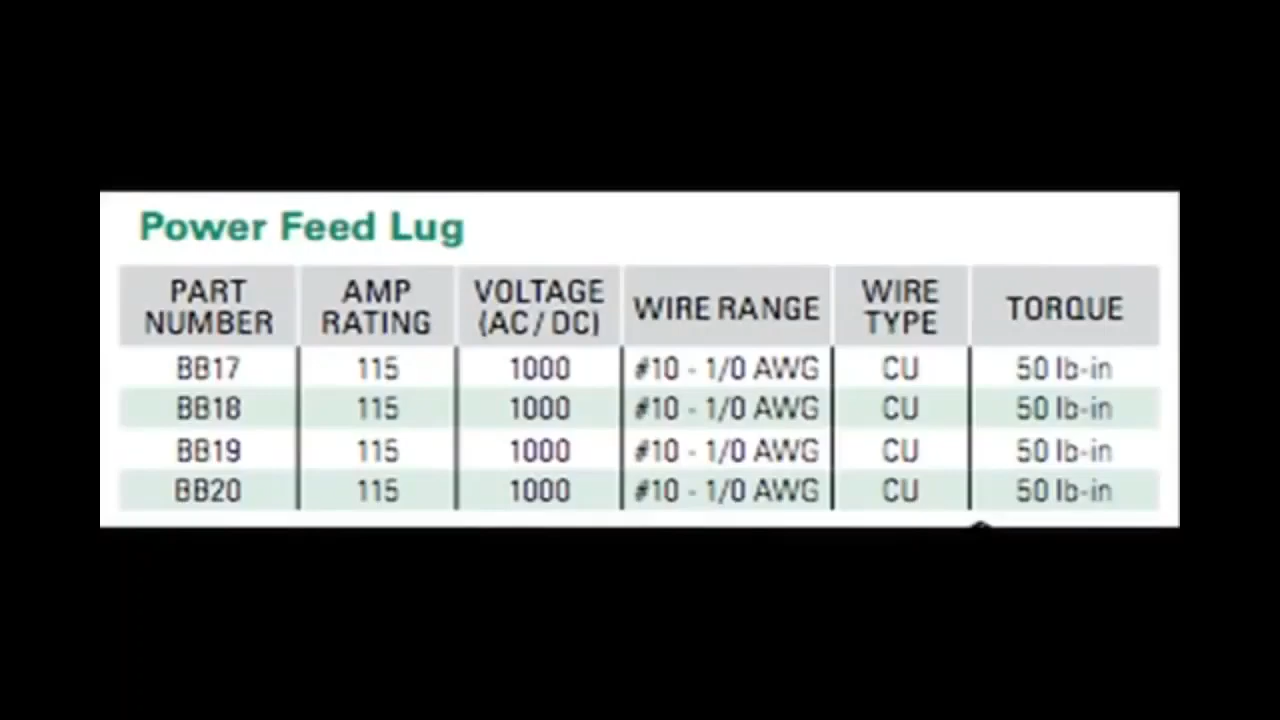 Power Feed Lug
PART NUMBER AMP RATING VOLTAGE (AC/DC) WIRE RANGE WIRE TYPE TORQUE
BB17 115 1000 #10 - 1/0 AWG CU 50 lb-in
BB18 115 1000 #10 - 1/0 AWG CU 50 lb-in
BB19 115 1000 #10 - 1/0 AWG CU 50 lb-in
BB20 115 1000 #10 - 1/0 AWG CU 50 lb-in